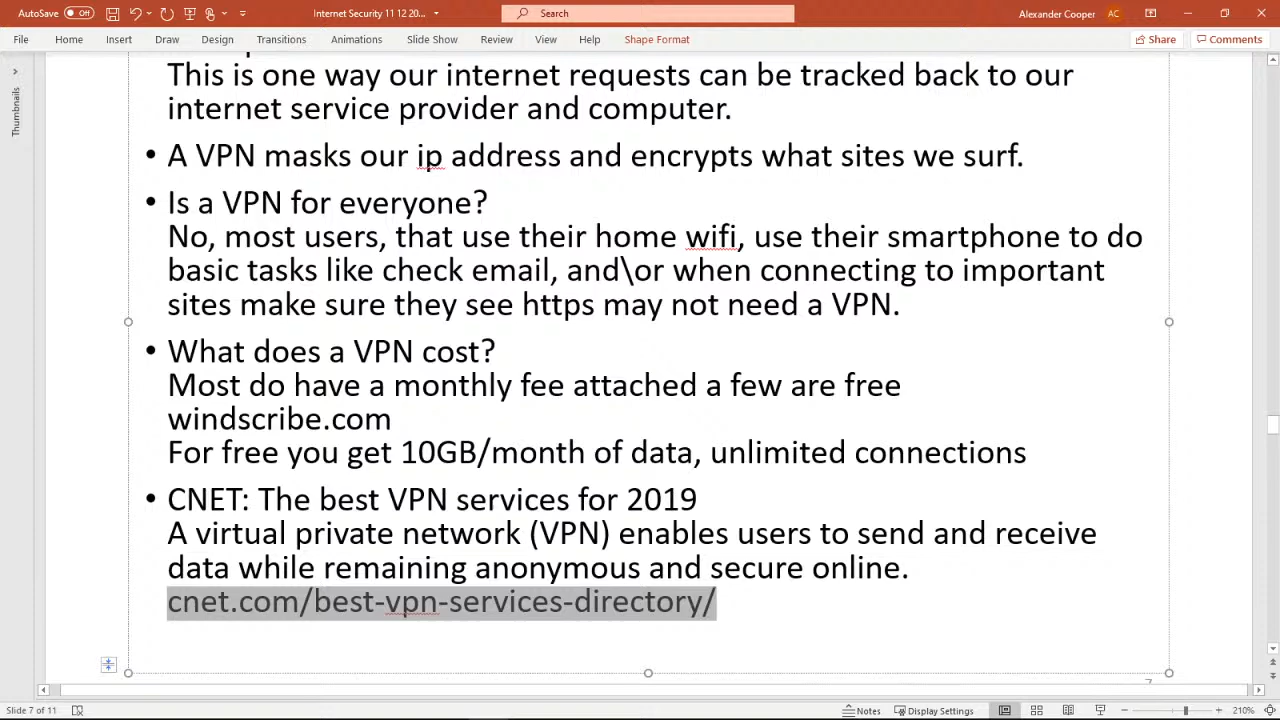 AutoSave Off
Internet Security 11 12 20...
Search
Alexander Cooper AC
File Home Insert Draw Design Transitions Animations Slide Show Review View Help Shape Format Share Comments
Thumbnails
This is one way our internet requests can be tracked back to our
internet service provider and computer.
• A VPN masks our ip address and encrypts what sites we surf.
• Is a VPN for everyone?
No, most users, that use their home wifi, use their smartphone to do
basic tasks like check email, and\or when connecting to important
sites make sure they see https may not need a VPN.
• What does a VPN cost?
Most do have a monthly fee attached a few are free
windscribe.com
For free you get 10GB/month of data, unlimited connections
• CNET: The best VPN services for 2019
A virtual private network (VPN) enables users to send and receive
data while remaining anonymous and secure online.
cnet.com/best-vpn-services-directory/
Slide 7 of 11 Notes Display Settings 210%